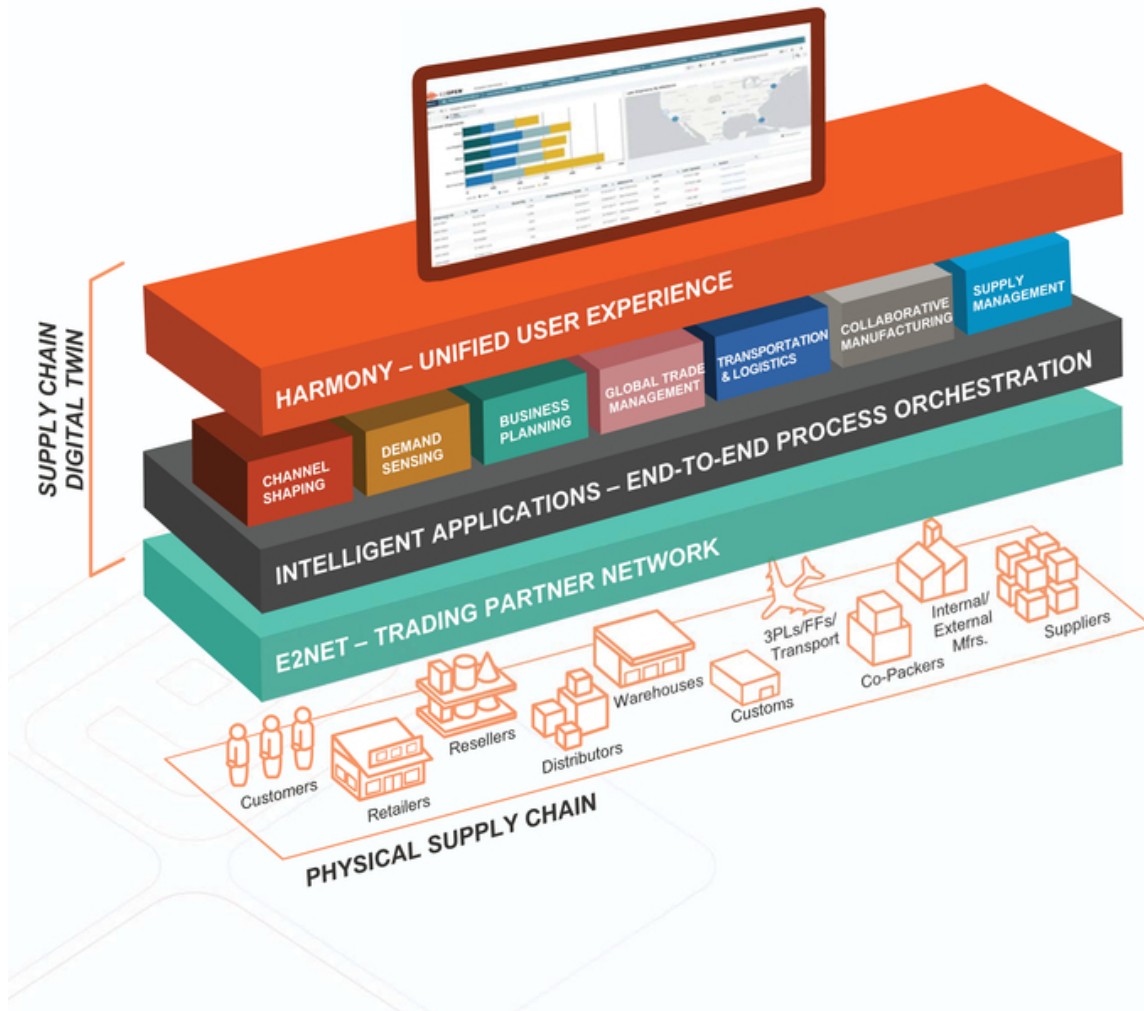 SUPPLY CHAIN
DIGITAL TWIN
HARMONY – UNIFIED USER EXPERIENCE
CHANNEL
SHAPING
DEMAND
SENSING
BUSINESS
PLANNING
GLOBAL TRADE
MANAGEMENT
TRANSPORTATION
& LOGISTICS
COLLABORATIVE
MANUFACTURING
SUPPLY
MANAGEMENT
INTELLIGENT APPLICATIONS – END-TO-END PROCESS ORCHESTRATION
E2NET – TRADING PARTNER NETWORK
Customers
Retailers
Resellers
Distributors
Warehouses
Customs
3PLs/FFs/
Transport
Co-Packers
Internal/
External
Mfrs.
Suppliers
PHYSICAL SUPPLY CHAIN